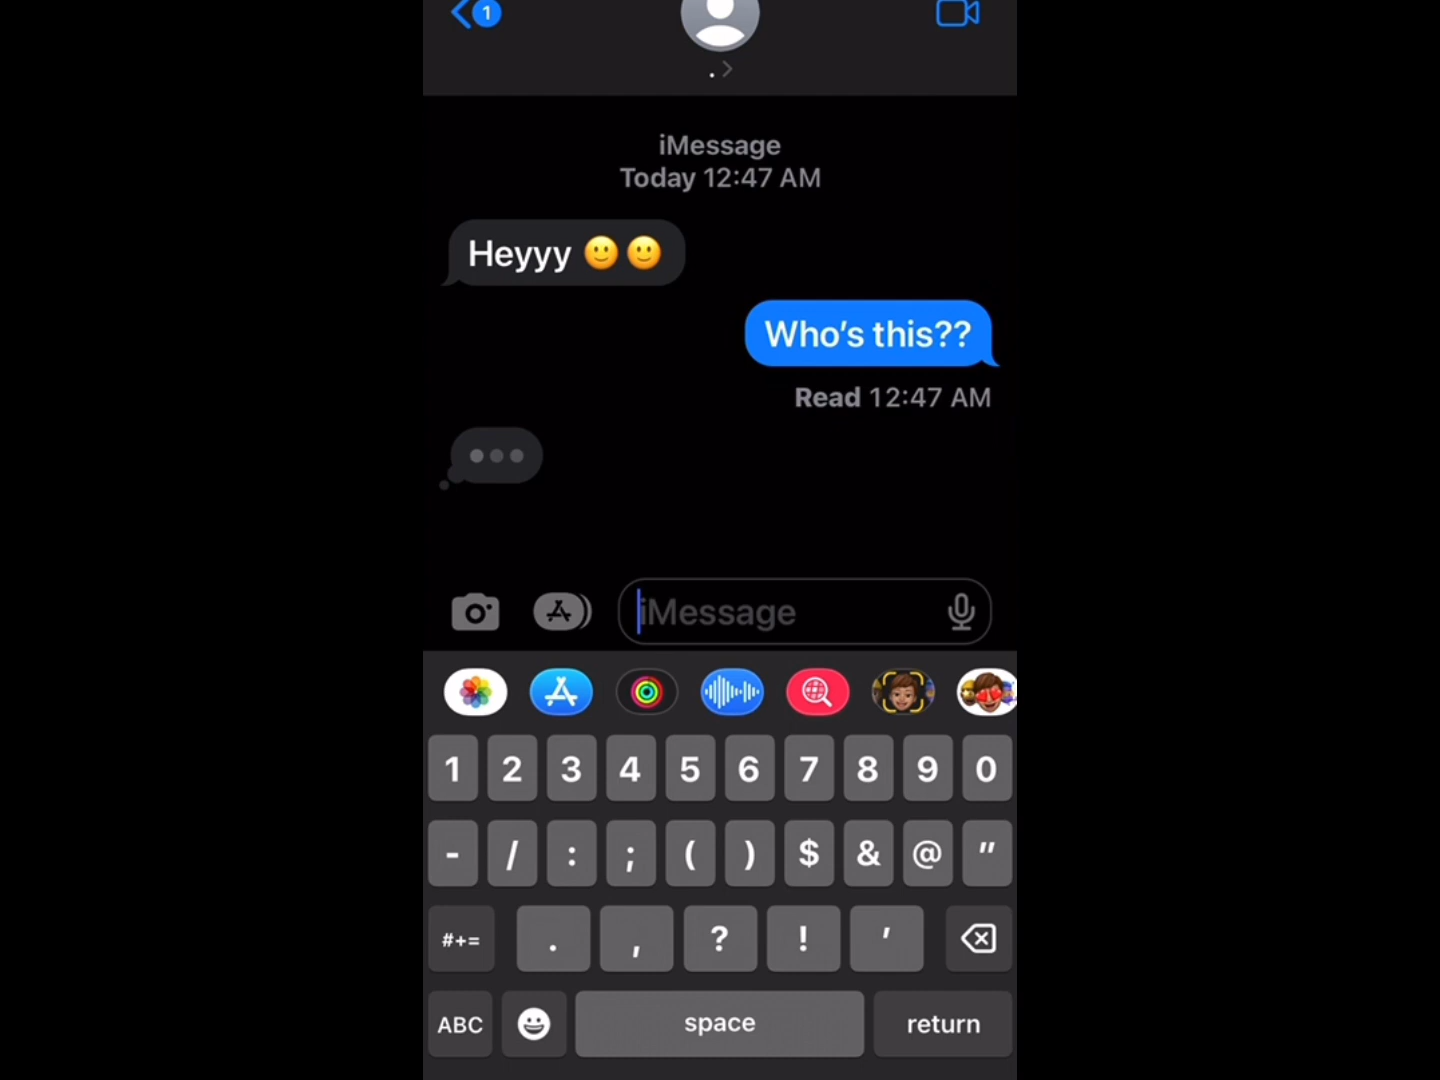 1
.
iMessage
Today 12:47 AM
Heyyy 🙂🙂
Who's this??
Read 12:47 AM
iMessage
1 2 3 4 5 6 7 8 9 0
- / : ; ( ) $ & @ "
#+= . , ? ! '
ABC space return